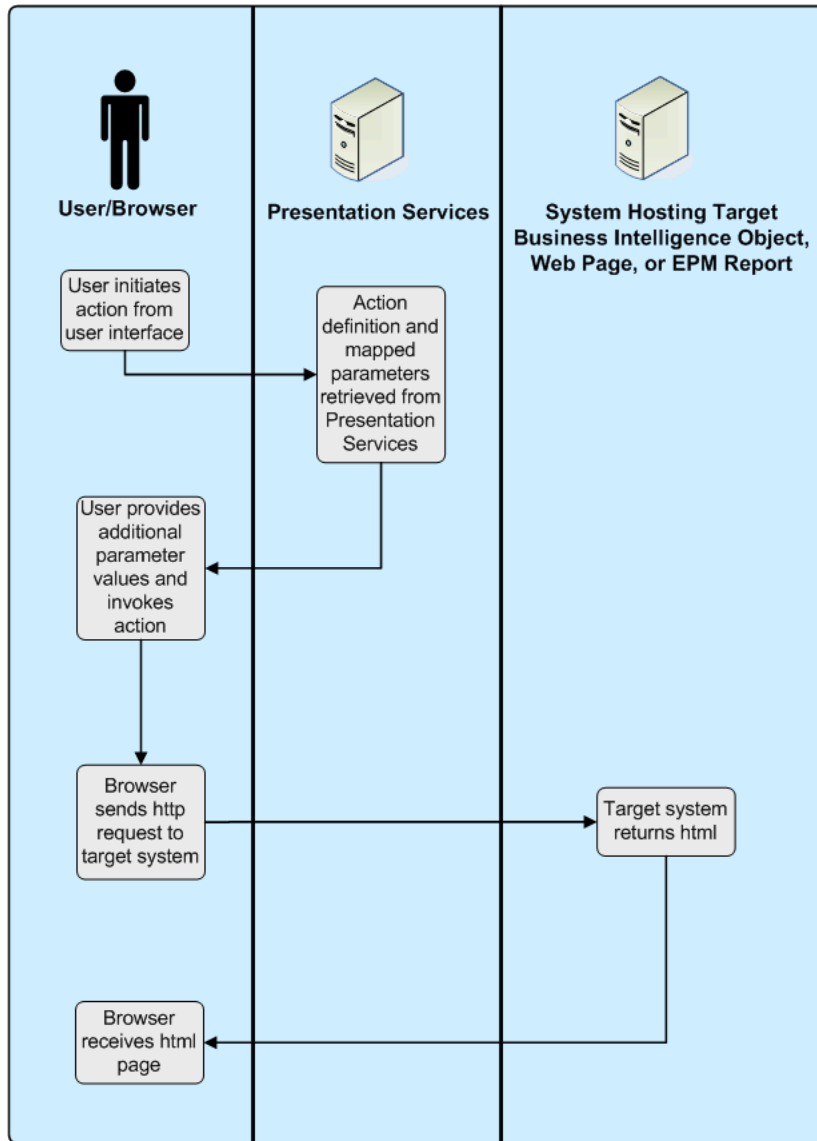 User/Browser
Presentation Services
System Hosting Target
Business Intelligence Object,
Web Page, or EPM Report
User initiates
action from
user interface
Action
definition and
mapped
parameters
retrieved from
Presentation
Services
User provides
additional
parameter
values and
invokes
action
Browser
sends http
request to
target system
Target system
returns html
Browser
receives html
page